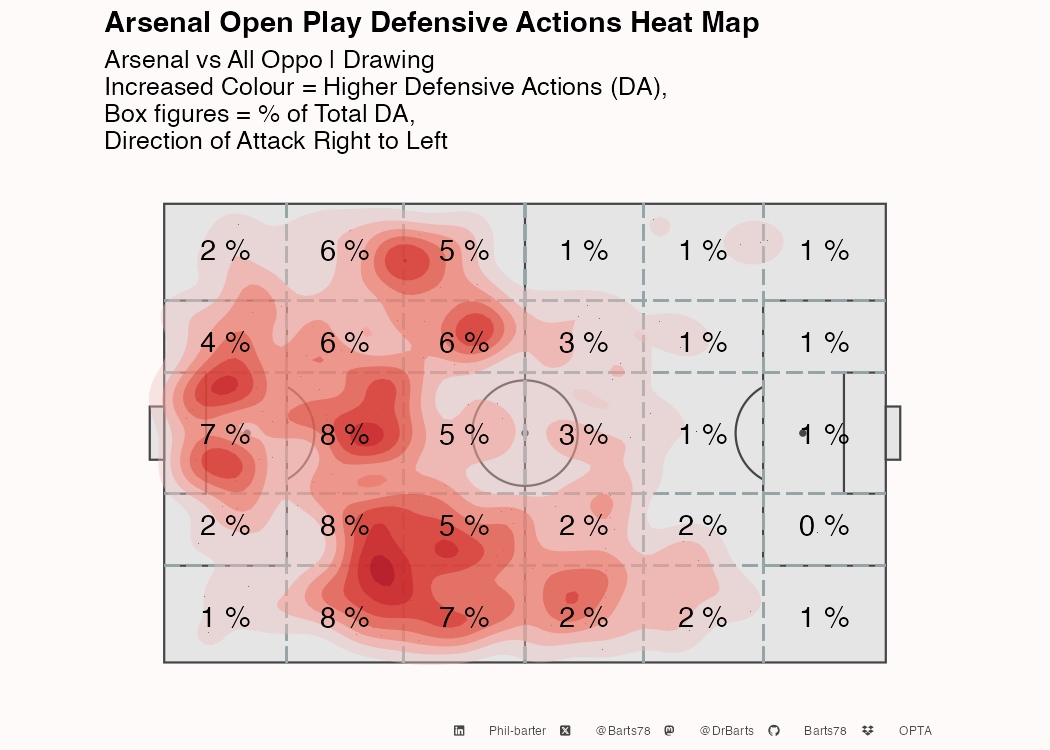 Arsenal Open Play Defensive Actions Heat Map
Arsenal vs All Oppo | Drawing
Increased Colour = Higher Defensive Actions (DA),
Box figures = % of Total DA,
Direction of Attack Right to Left
2 % 6 % 5 % 1 % 1 % 1 %
4 % 6 % 6 % 3 % 1 % 1 %
7 % 8 % 5 % 3 % 1 % 1 %
2 % 8 % 5 % 2 % 2 % 0 %
1 % 8 % 7 % 2 % 2 % 1 %
Phil-barter @Barts78 @DrBarts Barts78 OPTA